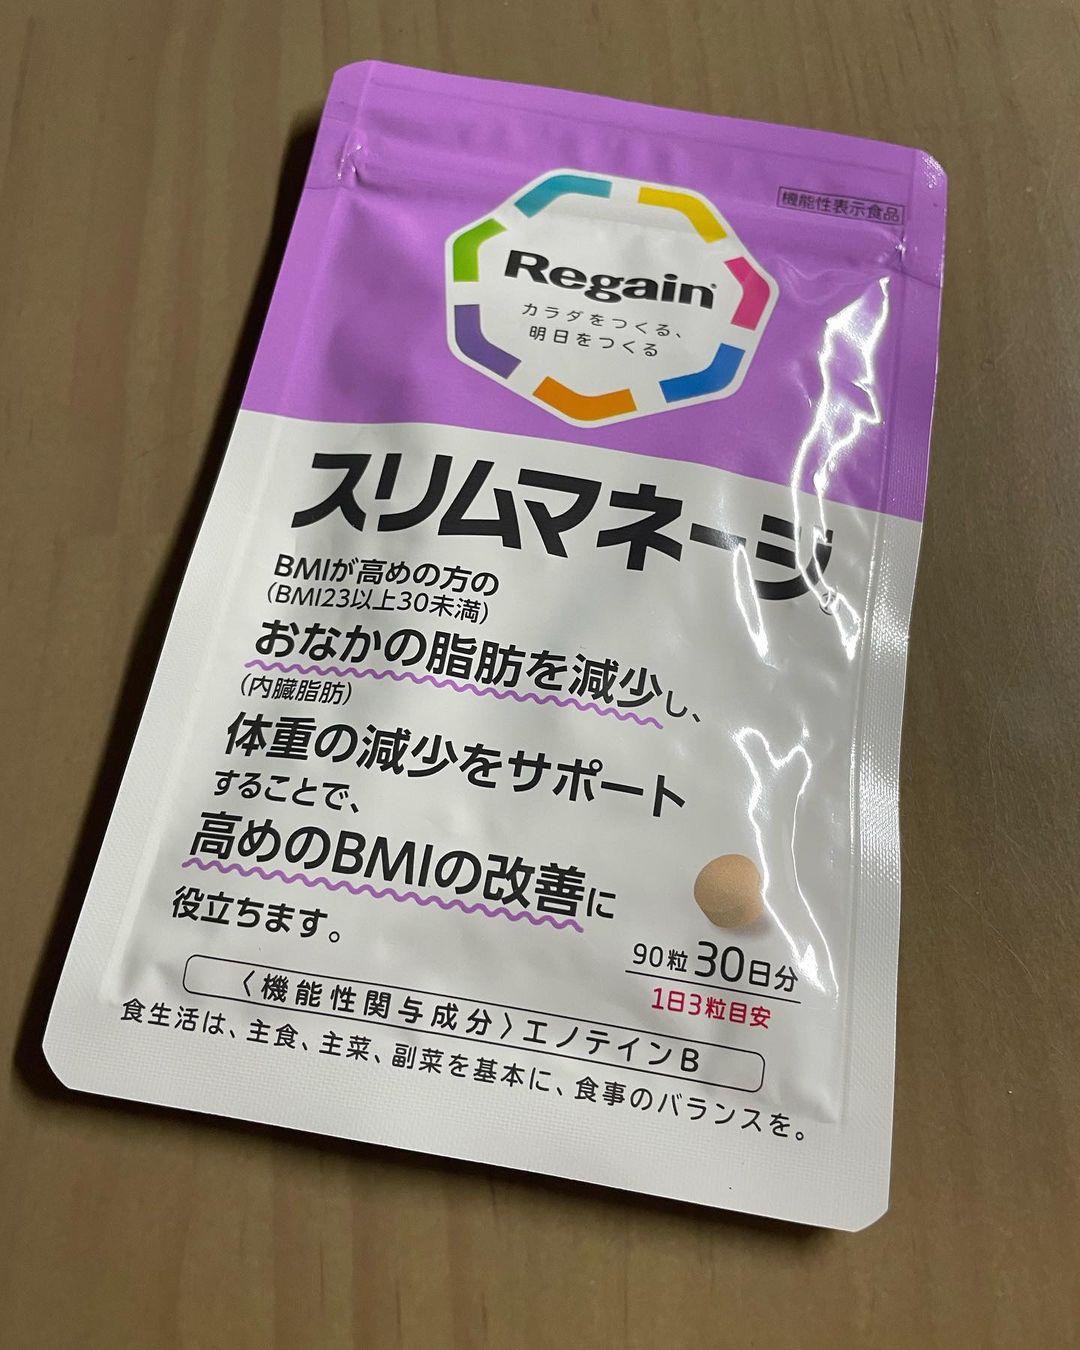 機能性表示食品
Regain
カラダをつくる、
明日をつくる
スリムマネージ
BMIが高めの方の
(BMI23以上30未満)
おなかの脂肪を減少し、
(内臓脂肪)
体重の減少をサポート
することで、
高めのBMIの改善に
役立ちます。
90粒30日分
1日3粒目安
〈機能性関与成分〉エノテインB
食生活は、主食、主菜、副菜を基本に、食事のバランスを。